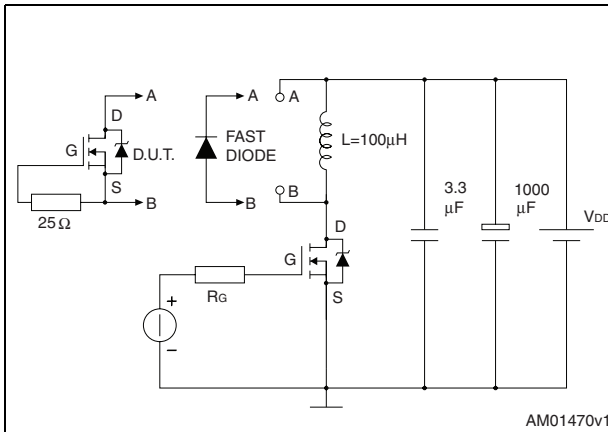 A
A
A
D
G
D.U.T.
FAST
DIODE
L=100μH
S
B
B
B
25 Ω
3.3
μF
1000
μF
VDD
D
G
RG
S
+
–
AM01470v1